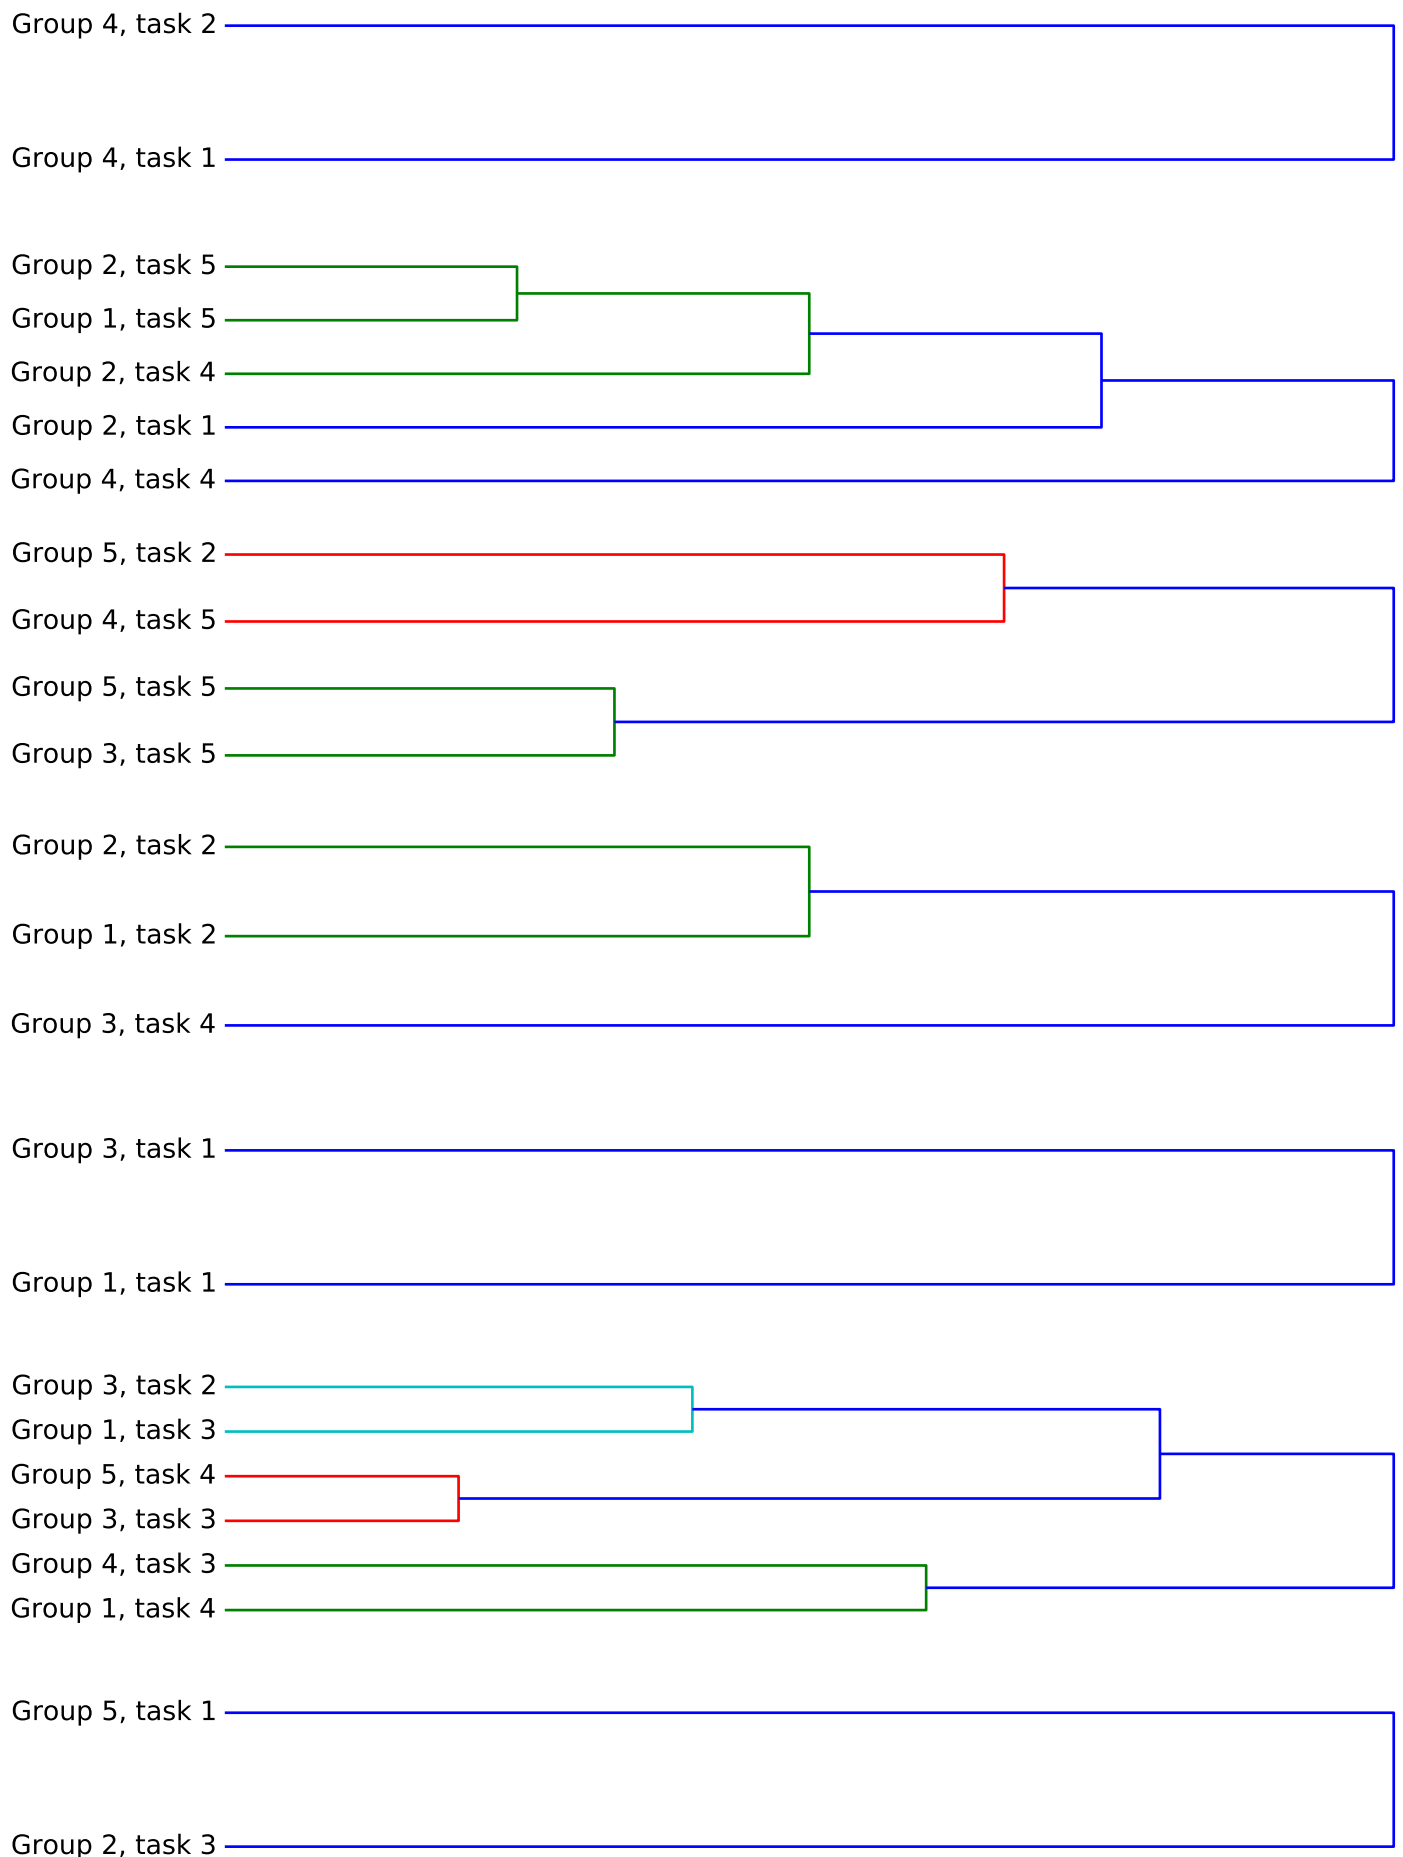 Group 4, task 2
Group 4, task 1
Group 2, task 5
Group 1, task 5
Group 2, task 4
Group 2, task 1
Group 4, task 4
Group 5, task 2
Group 4, task 5
Group 5, task 5
Group 3, task 5
Group 2, task 2
Group 1, task 2
Group 3, task 4
Group 3, task 1
Group 1, task 1
Group 3, task 2
Group 1, task 3
Group 5, task 4
Group 3, task 3
Group 4, task 3
Group 1, task 4
Group 5, task 1
Group 2, task 3